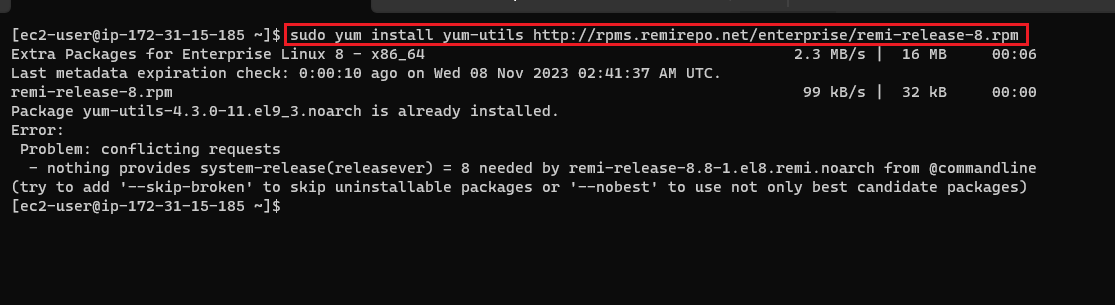 [ec2-user@ip-172-31-15-185 ~]$ sudo yum install yum-utils http://rpms.remirepo.net/enterprise/remi-release-8.rpm
Extra Packages for Enterprise Linux 8 - x86_64 2.3 MB/s | 16 MB 00:06
Last metadata expiration check: 0:00:10 ago on Wed 08 Nov 2023 02:41:37 AM UTC.
remi-release-8.rpm 99 kB/s | 32 kB 00:00
Package yum-utils-4.3.0-11.el9_3.noarch is already installed.
Error:
Problem: conflicting requests
- nothing provides system-release(releasever) = 8 needed by remi-release-8.8-1.el8.remi.noarch from @commandline
(try to add '--skip-broken' to skip uninstallable packages or '--nobest' to use not only best candidate packages)
[ec2-user@ip-172-31-15-185 ~]$